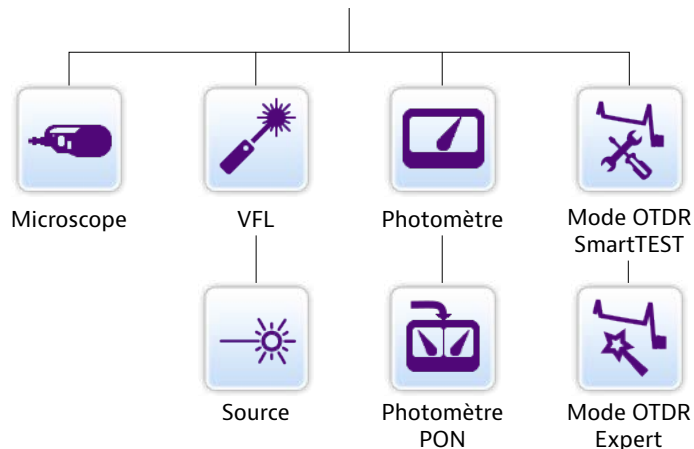 Microscope
VFL
Photomètre
Mode OTDR
SmartTEST
Source
Photomètre
PON
Mode OTDR
Expert